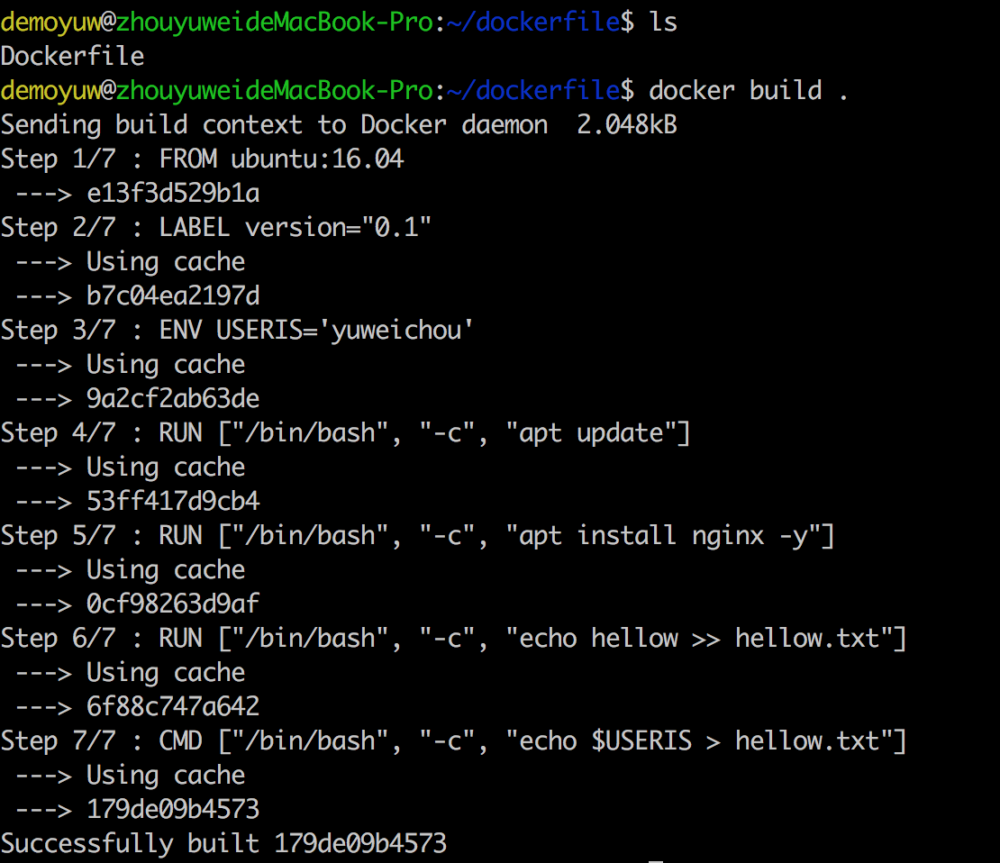 demoyuw@zhouyuweideMacBook-Pro:~/dockerfile$ ls
Dockerfile
demoyuw@zhouyuweideMacBook-Pro:~/dockerfile$ docker build .
Sending build context to Docker daemon  2.048kB
Step 1/7 : FROM ubuntu:16.04
 ---> e13f3d529b1a
Step 2/7 : LABEL version="0.1"
 ---> Using cache
 ---> b7c04ea2197d
Step 3/7 : ENV USERIS='yuweichou'
 ---> Using cache
 ---> 9a2cf2ab63de
Step 4/7 : RUN ["/bin/bash", "-c", "apt update"]
 ---> Using cache
 ---> 53ff417d9cb4
Step 5/7 : RUN ["/bin/bash", "-c", "apt install nginx -y"]
 ---> Using cache
 ---> 0cf98263d9af
Step 6/7 : RUN ["/bin/bash", "-c", "echo hellow >> hellow.txt"]
 ---> Using cache
 ---> 6f88c747a642
Step 7/7 : CMD ["/bin/bash", "-c", "echo $USERIS > hellow.txt"]
 ---> Using cache
 ---> 179de09b4573
Successfully built 179de09b4573